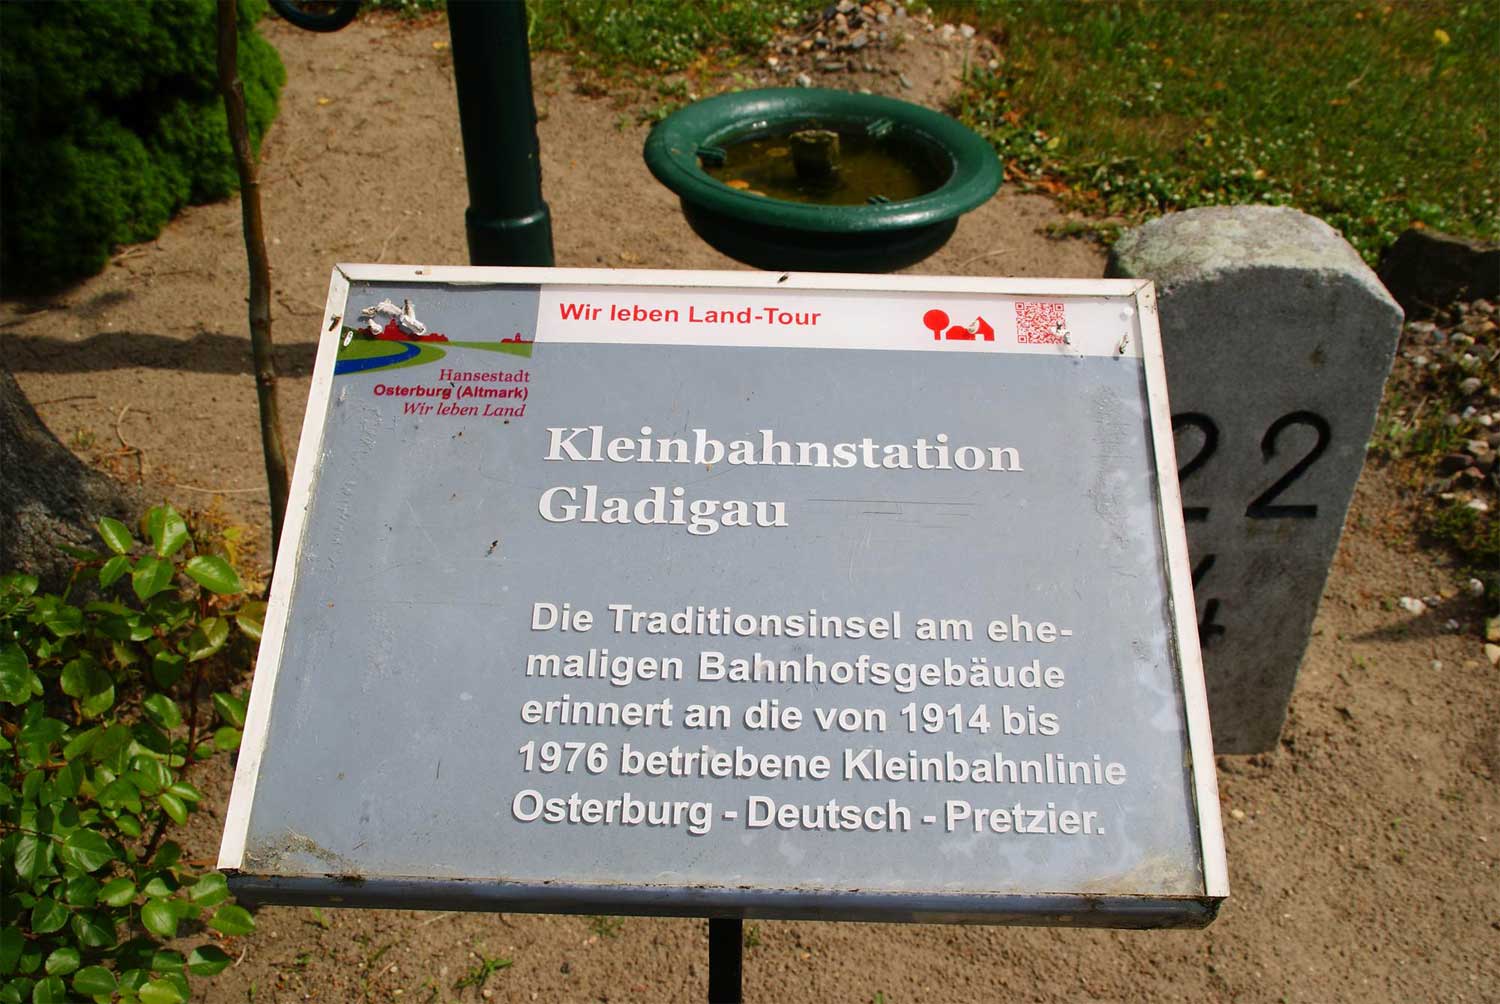 Wir leben Land-Tour
Hansestadt
Osterburg (Altmark)
Wir leben Land
Kleinbahnstation
Gladigau
Die Traditionsinsel am ehe-
maligen Bahnhofsgebäude
erinnert an die von 1914 bis
1976 betriebene Kleinbahnlinie
Osterburg - Deutsch - Pretzier.
22